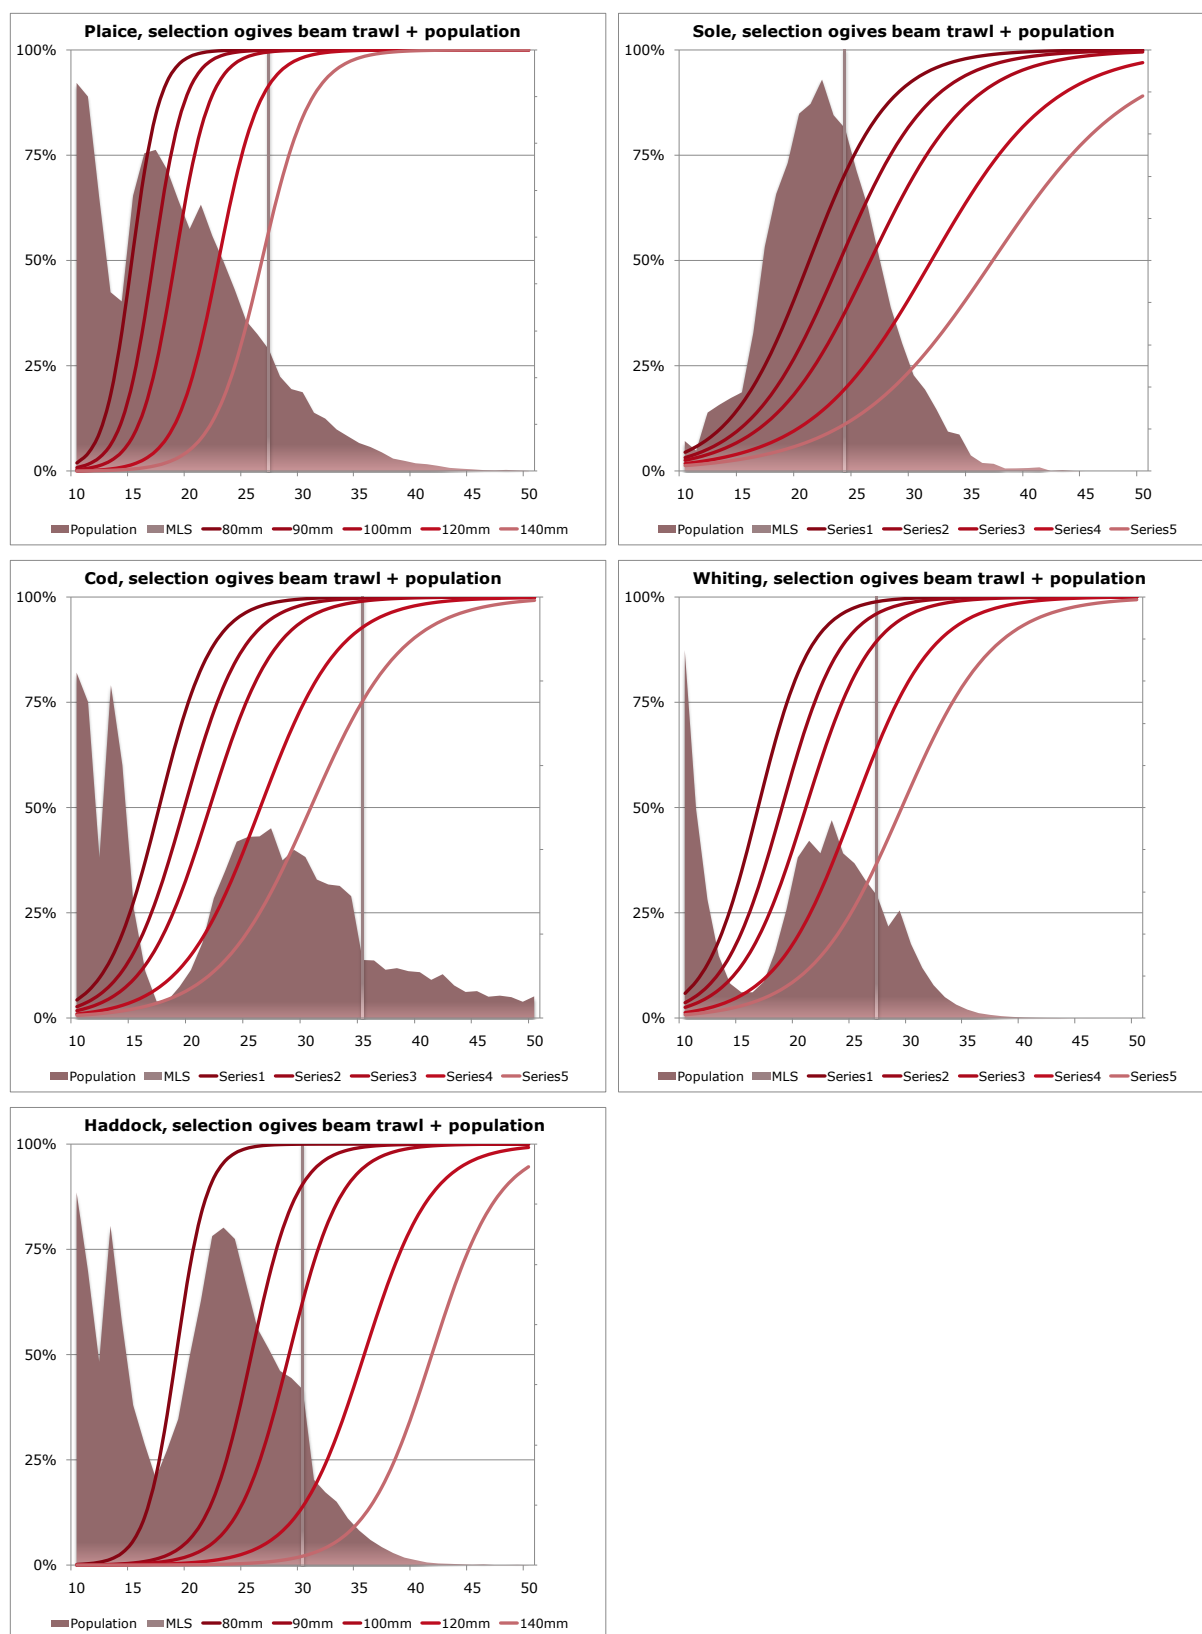 Plaice, selection ogives beam trawl + population
100%
75%
50%
25%
0%
10 15 20 25 30 35 40 45 50
Population MLS 80mm 90mm 100mm 120mm 140mm
Sole, selection ogives beam trawl + population
100%
75%
50%
25%
0%
10 15 20 25 30 35 40 45 50
Population MLS Series1 Series2 Series3 Series4 Series5
Cod, selection ogives beam trawl + population
100%
75%
50%
25%
0%
10 15 20 25 30 35 40 45 50
Population MLS Series1 Series2 Series3 Series4 Series5
Whiting, selection ogives beam trawl + population
100%
75%
50%
25%
0%
10 15 20 25 30 35 40 45 50
Population MLS Series1 Series2 Series3 Series4 Series5
Haddock, selection ogives beam trawl + population
100%
75%
50%
25%
0%
10 15 20 25 30 35 40 45 50
Population MLS 80mm 90mm 100mm 120mm 140mm